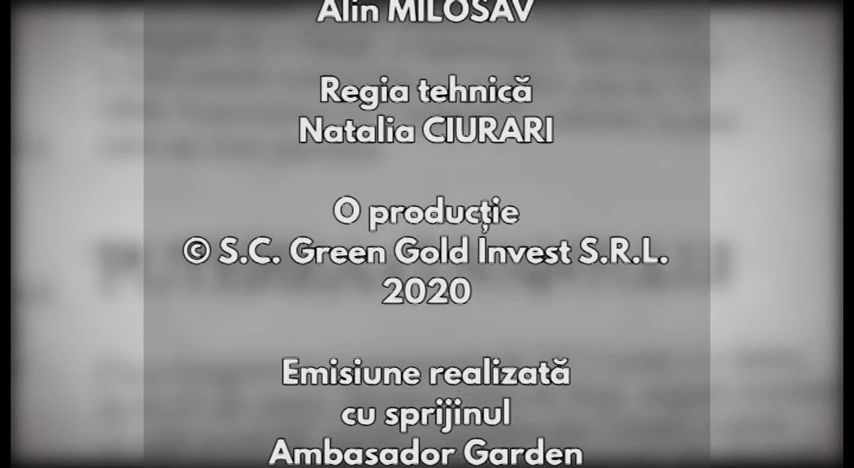 Alin MILOSAV
Regia tehnică
Natalia CIURARI
O producție
© S.C. Green Gold Invest S.R.L.
2020
Emisiune realizată
cu sprijinul
Ambasador Garden